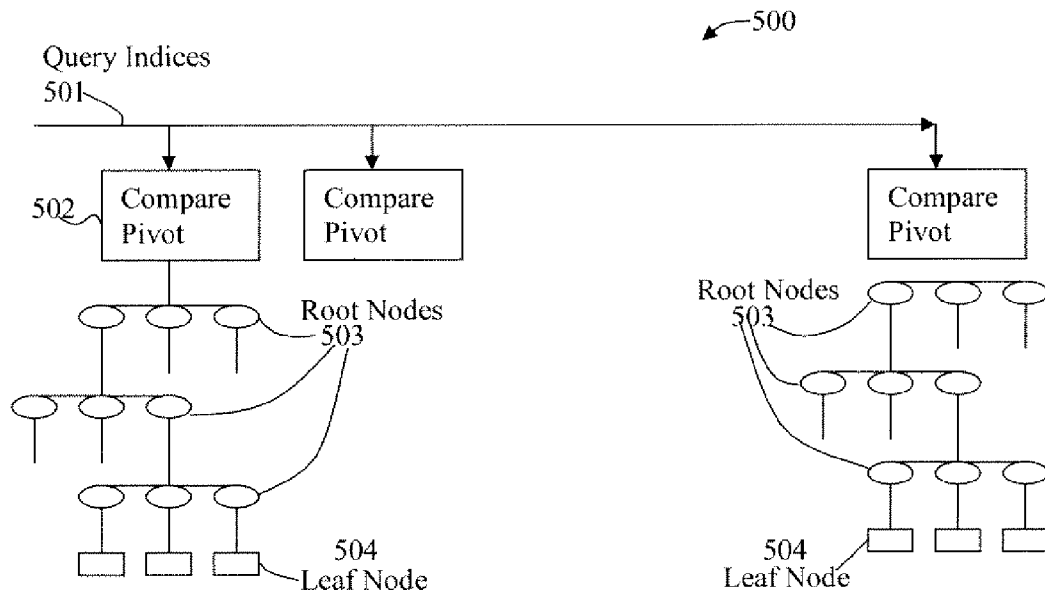 500
Query Indices
501
502
Compare
Pivot
Compare
Pivot
Compare
Pivot
Root Nodes
503
Root Nodes
503
504
Leaf Node
504
Leaf Node